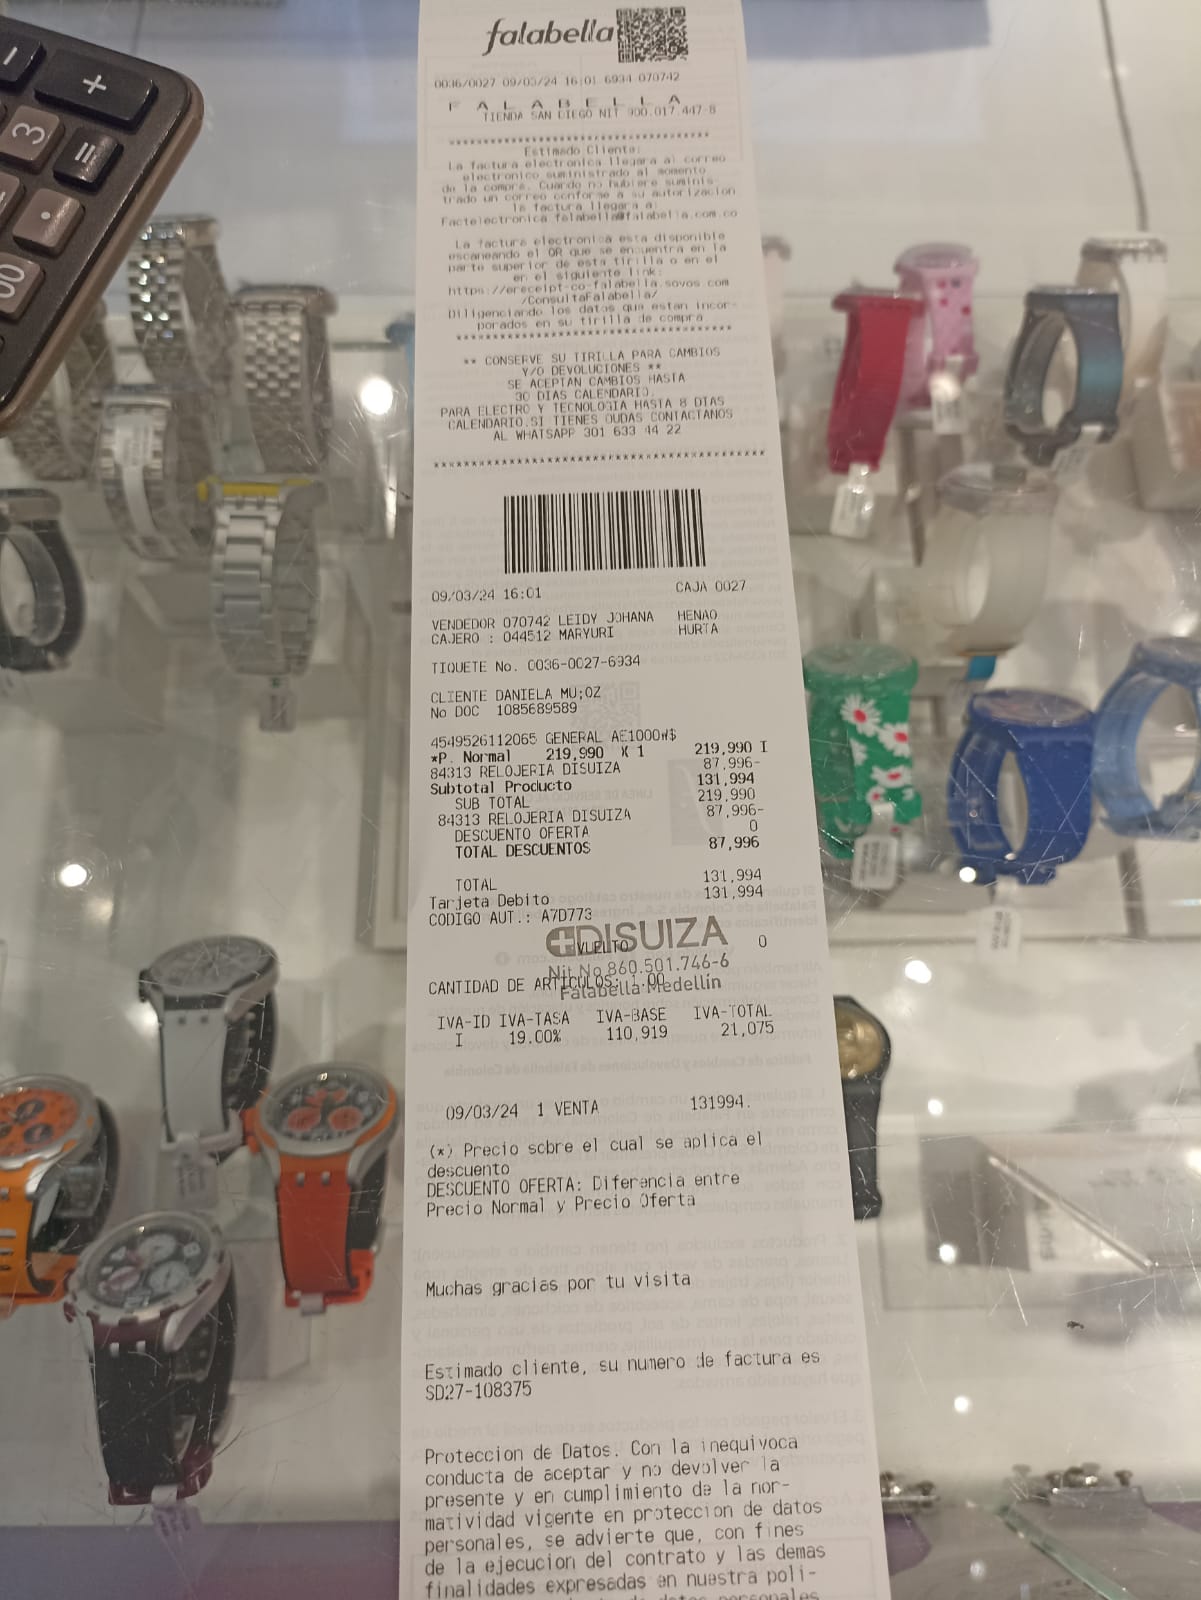 falabella
0036/0027 09/03/24 16:01 6934 070742
F A L A B E L L A
TIENDA SAN DIEGO NIT 900.017.447-8
******************************************
Estimado Cliente:
La factura electronica llegara al correo
electronico suministrado al momento
de la compra. Cuando no hubiere suminis-
trado un correo conforme a su autorizacion
la factura llegara a:
Factelectronica falabella@falabella.com.co
La factura electronica esta disponible
escaneando el QR que se encuentra en la
parte superior de esta tirilla o en el
en el siguiente link:
https://ereceipt-co-falabella.sovos.com
/ConsultaFalabella/
Diligenciando los datos que estan incor-
porados en su tirilla de compra
******************************************
** CONSERVE SU TIRILLA PARA CAMBIOS
Y/O DEVOLUCIONES **
SE ACEPTAN CAMBIOS HASTA
30 DIAS CALENDARIO.
PARA ELECTRO Y TECNOLOGIA HASTA 8 DIAS
CALENDARIO.SI TIENES DUDAS CONTACTANOS
AL WHATSAPP 301 633 44 22
******************************************
09/03/24 16:01 CAJA 0027
VENDEDOR 070742 LEIDY JOHANA HENAO
CAJERO : 044512 MARYURI HURTA
TIQUETE No. 0036-0027-6934
CLIENTE DANIELA MU;OZ
No DOC 1085689589
4549526112065 GENERAL AE1000W$
*P. Normal 219,990 X 1 219,990 I
84313 RELOJERIA DISUIZA 87,996-
Subtotal Producto 131,994
SUB TOTAL 219,990
84313 RELOJERIA DISUIZA 87,996-
DESCUENTO OFERTA 0
TOTAL DESCUENTOS 87,996
TOTAL 131,994
Tarjeta Debito 131,994
CODIGO AUT.: A7D773
DISUIZA
VUELTO 0
Nit.No.860.501.746-6
CANTIDAD DE ARTICULOS: 1.00
Falabella Medellín
IVA-ID IVA-TASA IVA-BASE IVA-TOTAL
I 19.00% 110,919 21,075
09/03/24 1 VENTA 131994.
(*) Precio sobre el cual se aplica el
descuento
DESCUENTO OFERTA: Diferencia entre
Precio Normal y Precio Oferta
Muchas gracias por tu visita
Estimado cliente, su numero de factura es
SD27-108375
Proteccion de Datos. Con la inequivoca
conducta de aceptar y no devolver la
presente y en cumplimiento de la nor-
matividad vigente en proteccion de datos
personales, se advierte que, con fines
de la ejecucion del contrato y las demas
finalidades expresadas en nuestra poli-
+
3
=
.
00